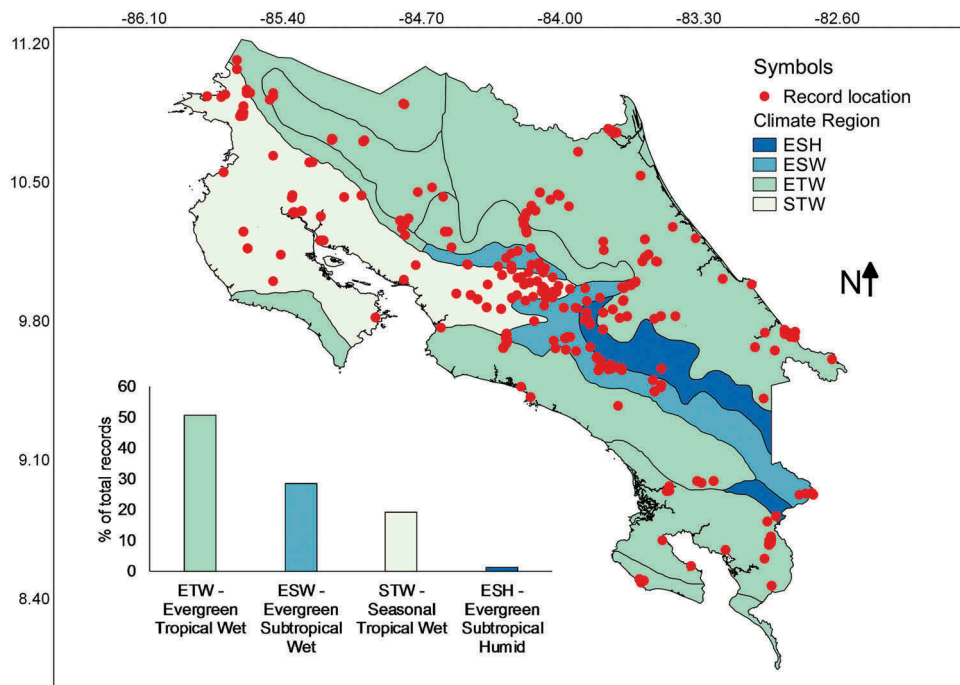 -86.10 -85.40 -84.70 -84.00 -83.30 -82.60
11.20
10.50
9.80
9.10
8.40
Symbols
Record location
Climate Region
ESH
ESW
ETW
STW
N
60
50
40
30
20
10
0
% of total records
ETW -
Evergreen
Tropical Wet
ESW -
Evergreen
Subtropical
Wet
STW -
Seasonal
Tropical Wet
ESH -
Evergreen
Subtropical
Humid